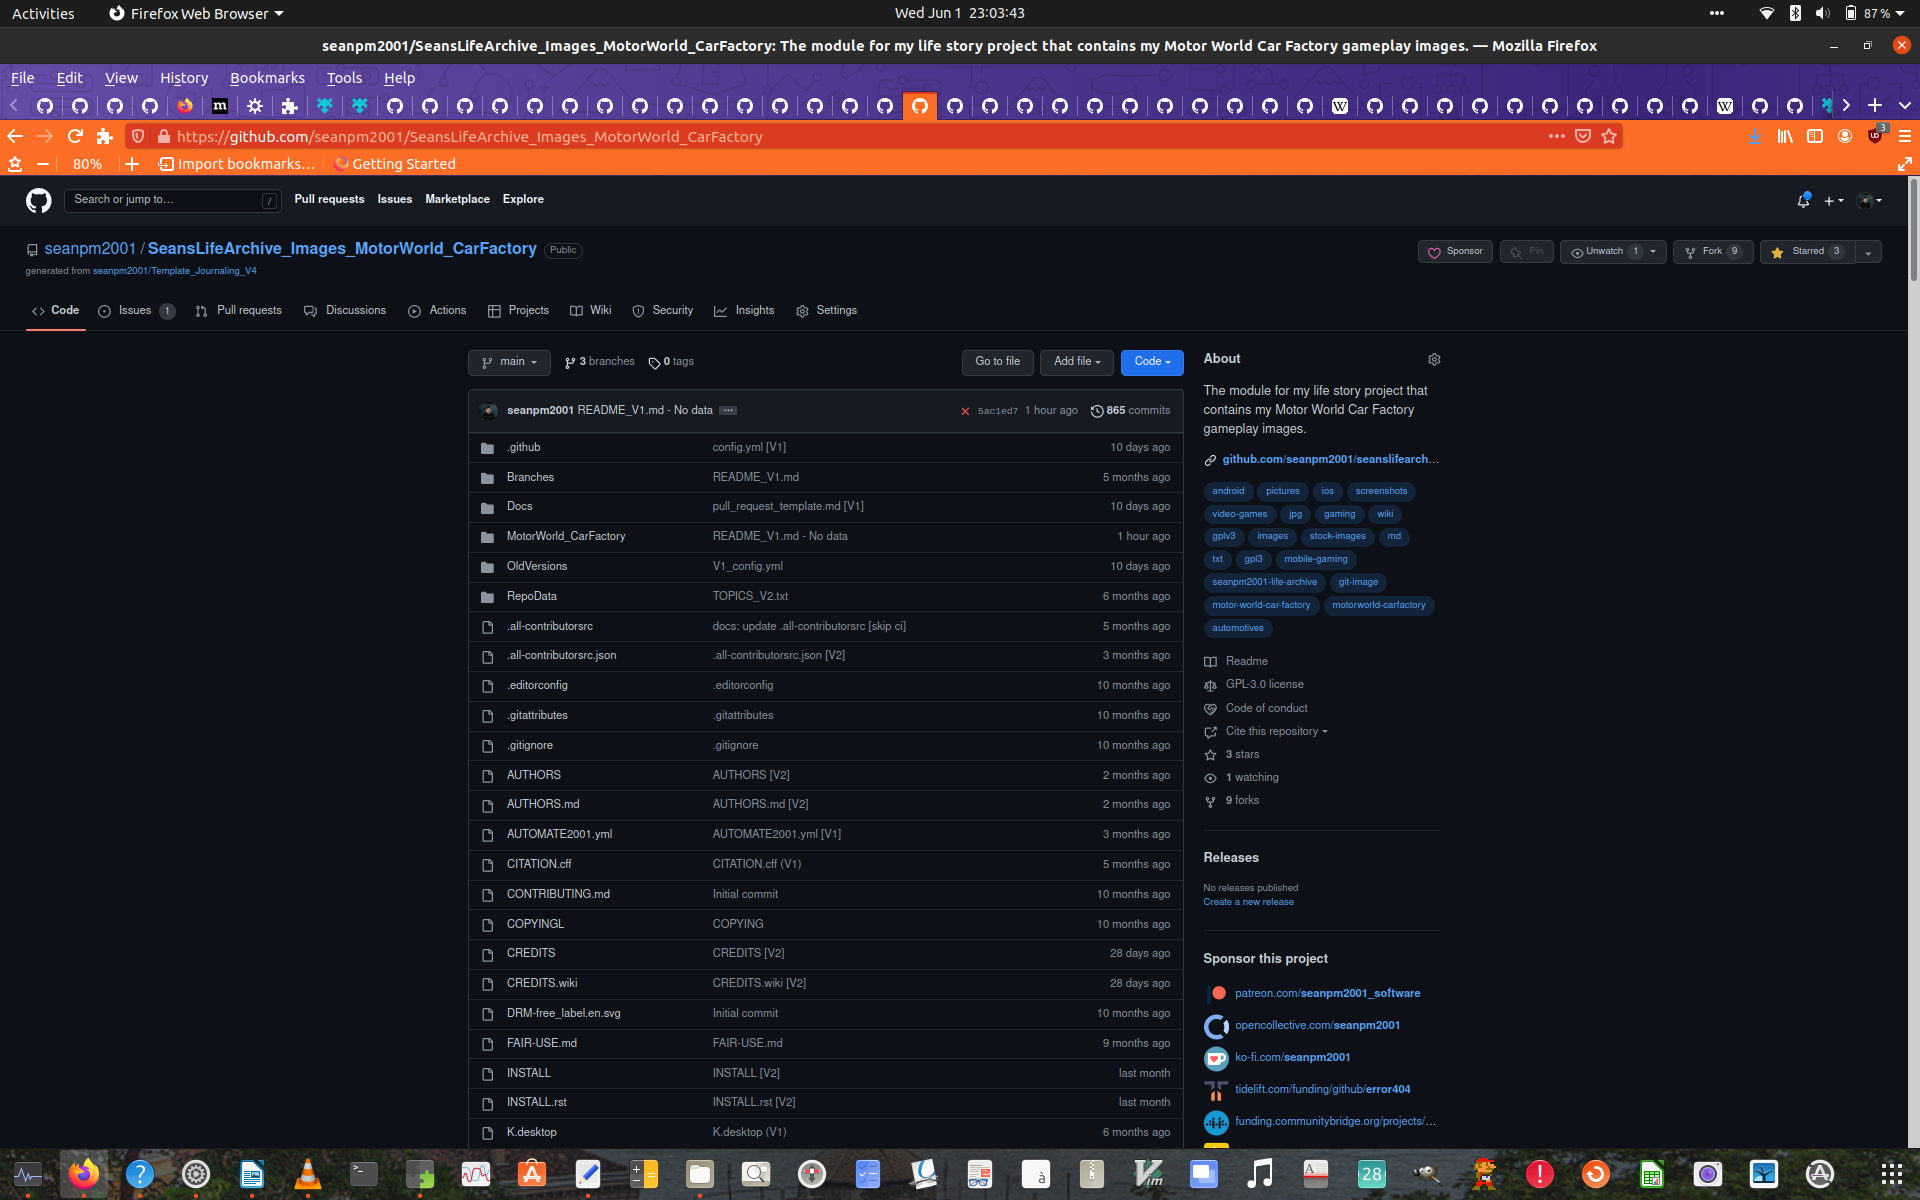 Activities Firefox Web Browser Wed Jun 1 23:03:43 87 %
seanpm2001/SeansLifeArchive_Images_MotorWorld_CarFactory: The module for my life story project that contains my Motor World Car Factory gameplay images. — Mozilla Firefox
File Edit View History Bookmarks Tools Help
https://github.com/seanpm2001/SeansLifeArchive_Images_MotorWorld_CarFactory 3
80% Import bookmarks... Getting Started
Search or jump to... / Pull requests Issues Marketplace Explore
seanpm2001 / SeansLifeArchive_Images_MotorWorld_CarFactory Public
Sponsor Pin Unwatch 1 Fork 9 Starred 3
generated from seanpm2001/Template_Journaling_V4
Code Issues 1 Pull requests Discussions Actions Projects Wiki Security Insights Settings
main 3 branches 0 tags Go to file Add file Code
seanpm2001 README_V1.md - No data ... 5ac1ed7 1 hour ago 865 commits
.github config.yml [V1] 10 days ago
Branches README_V1.md 5 months ago
Docs pull_request_template.md [V1] 10 days ago
MotorWorld_CarFactory README_V1.md - No data 1 hour ago
OldVersions V1_config.yml 10 days ago
RepoData TOPICS_V2.txt 6 months ago
.all-contributorsrc docs: update .all-contributorsrc [skip ci] 5 months ago
.all-contributorsrc.json .all-contributorsrc.json [V2] 3 months ago
.editorconfig .editorconfig 10 months ago
.gitattributes .gitattributes 10 months ago
.gitignore .gitignore 10 months ago
AUTHORS AUTHORS [V2] 2 months ago
AUTHORS.md AUTHORS.md [V2] 2 months ago
AUTOMATE2001.yml AUTOMATE2001.yml [V1] 3 months ago
CITATION.cff CITATION.cff (V1) 5 months ago
CONTRIBUTING.md Initial commit 10 months ago
COPYINGL COPYING 10 months ago
CREDITS CREDITS [V2] 28 days ago
CREDITS.wiki CREDITS.wiki [V2] 28 days ago
DRM-free_label.en.svg Initial commit 10 months ago
FAIR-USE.md FAIR-USE.md 9 months ago
INSTALL INSTALL [V2] last month
INSTALL.rst INSTALL.rst [V2] last month
K.desktop K.desktop (V1) 6 months ago
About
The module for my life story project that
contains my Motor World Car Factory
gameplay images.
github.com/seanpm2001/seanslifearch...
android pictures ios screenshots
video-games jpg gaming wiki
gplv3 images stock-images md
txt gpl3 mobile-gaming
seanpm2001-life-archive git-image
motor-world-car-factory motorworld-carfactory
automotives
Readme
GPL-3.0 license
Code of conduct
Cite this repository
3 stars
1 watching
9 forks
Releases
No releases published
Create a new release
Sponsor this project
patreon.com/seanpm2001_software
opencollective.com/seanpm2001
ko-fi.com/seanpm2001
tidelift.com/funding/github/error404
funding.communitybridge.org/projects/...
28